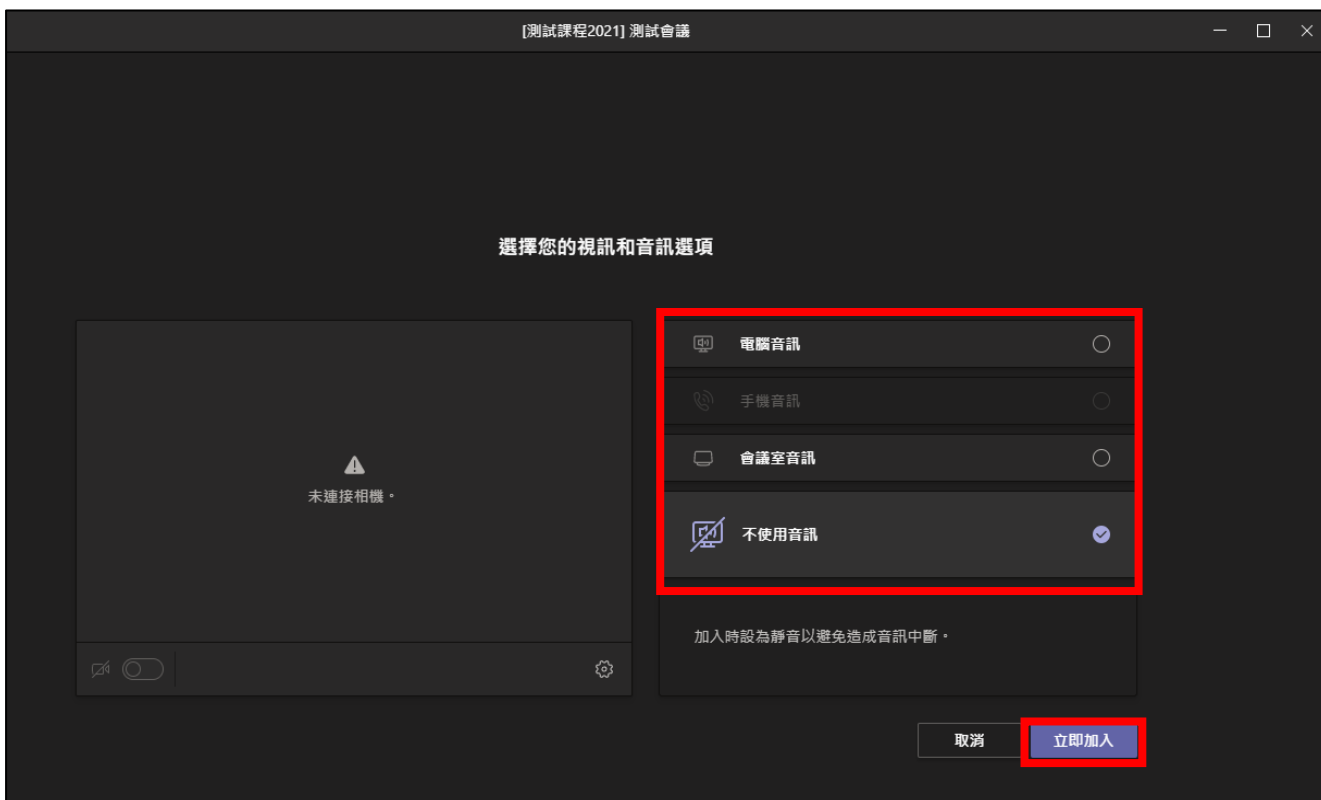 [測試課程2021] 測試會議
選擇您的視訊和音訊選項
未連接相機。
電腦音訊
手機音訊
會議室音訊
不使用音訊
加入時設為靜音以避免造成音訊中斷。
取消
立即加入